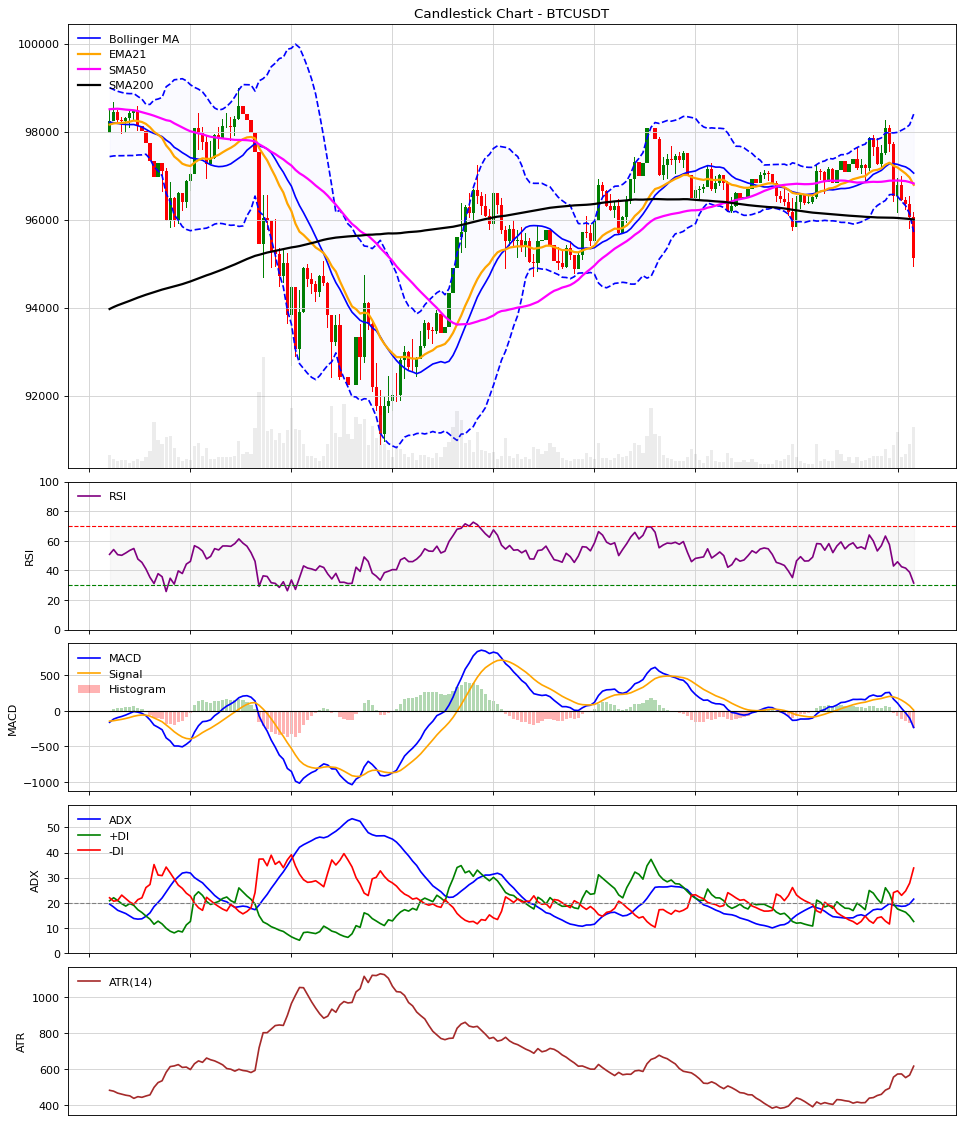 Candlestick Chart - BTCUSDT
Bollinger MA
EMA21
SMA50
SMA200
100000
98000
96000
94000
92000
RSI
RSI
100
80
60
40
20
0
MACD
Signal
Histogram
MACD
500
0
−500
−1000
ADX
+DI
-DI
ADX
50
40
30
20
10
0
ATR(14)
ATR
1000
800
600
400